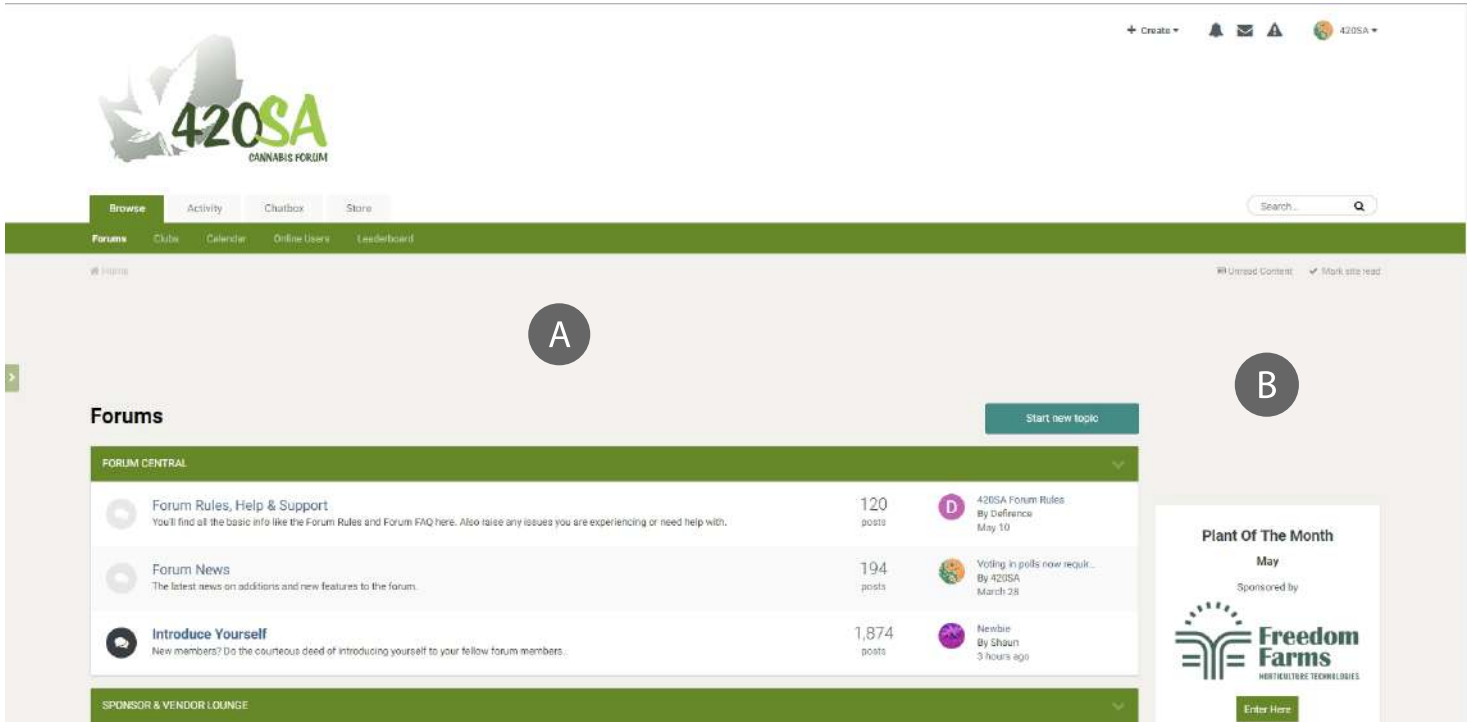 + Create
420SA
420SA
CANNABIS FORUM
Browse Activity Chatbox Store
Search...
Forums Clubs Calendar Online Users Leaderboard
Home
Unread Content Mark site read
A
B
Forums
Start new topic
FORUM CENTRAL
Forum Rules, Help & Support
You'll find all the basic info like the Forum Rules and Forum FAQ here. Also raise any issues you are experiencing or need help with.
120
posts
D
420SA Forum Rules
By Defirence
May 10
Forum News
The latest news on additions and new features to the forum.
194
posts
Voting in polls now requir...
By 420SA
March 28
Introduce Yourself
New members? Do the courteous deed of introducing yourself to your fellow forum members.
1,874
posts
Newbie
By Shaun
3 hours ago
SPONSOR & VENDOR LOUNGE
Plant Of The Month
May
Sponsored by
Freedom
Farms
HORTICULTURE TECHNOLOGIES
Enter Here